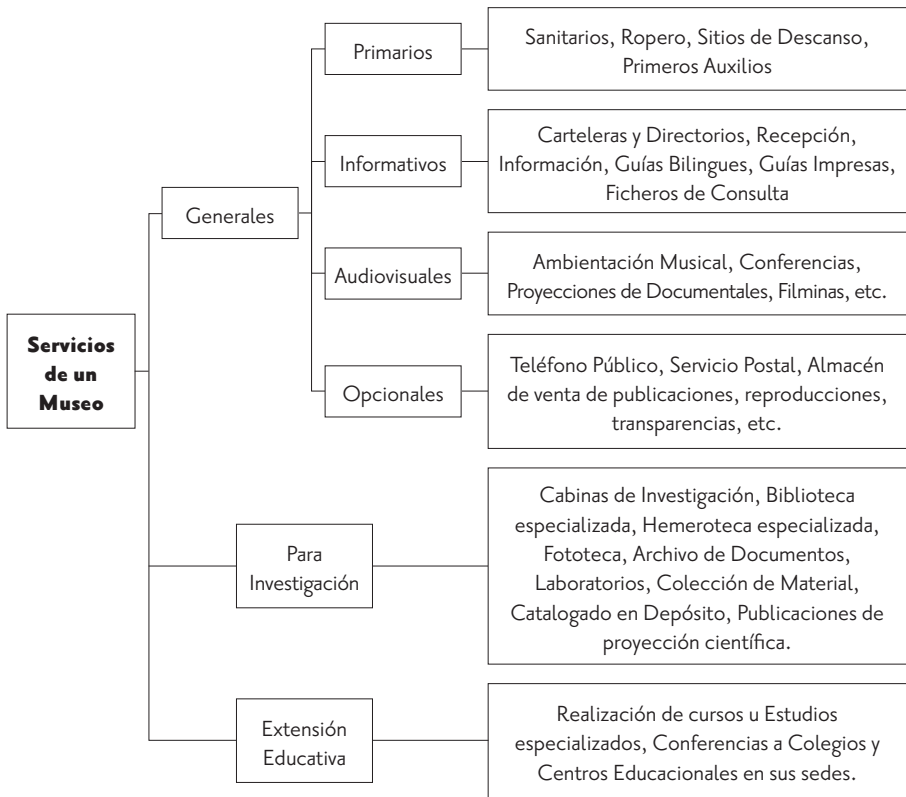 Servicios
de un
Museo
Generales
Primarios
Sanitarios, Ropero, Sitios de Descanso,
Primeros Auxilios
Informativos
Carteleras y Directorios, Recepción,
Información, Guías Bilingues, Guías Impresas,
Ficheros de Consulta
Audiovisuales
Ambientación Musical, Conferencias,
Proyecciones de Documentales, Filminas, etc.
Opcionales
Teléfono Público, Servicio Postal, Almacén
de venta de publicaciones, reproducciones,
transparencias, etc.
Para
Investigación
Cabinas de Investigación, Biblioteca
especializada, Hemeroteca especializada,
Fototeca, Archivo de Documentos,
Laboratorios, Colección de Material,
Catalogado en Depósito, Publicaciones de
proyección científica.
Extensión
Educativa
Realización de cursos u Estudios
especializados, Conferencias a Colegios y
Centros Educacionales en sus sedes.